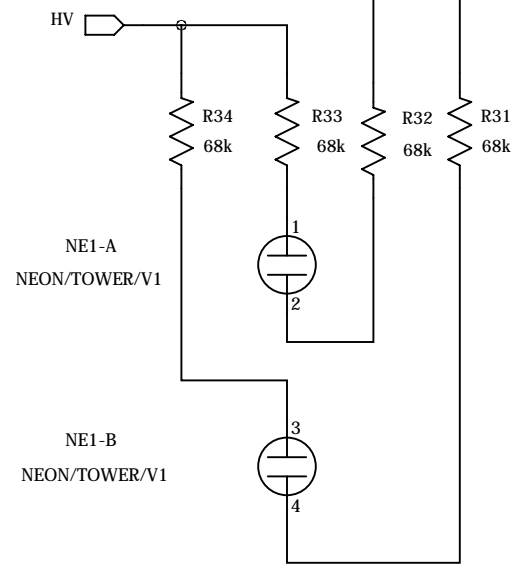 HV
R34
68k
R33
68k
R32
68k
R31
68k
1
NE1-A
NEON/TOWER/V1
2
3
NE1-B
NEON/TOWER/V1
4